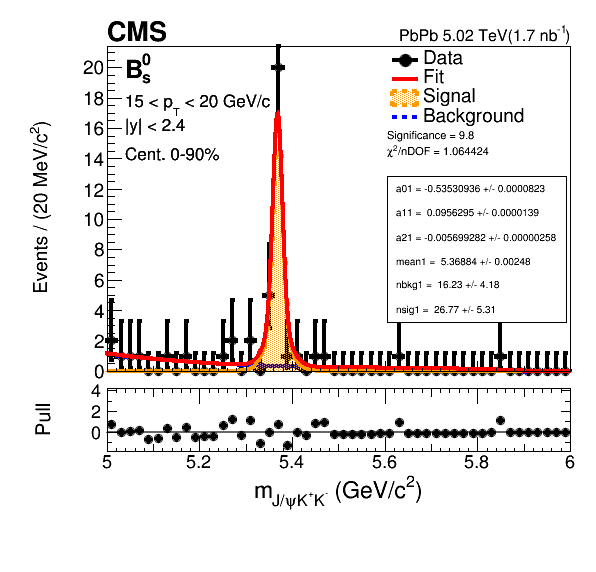 CMS
PbPb 5.02 TeV(1.7 nb⁻¹)
B⁰ₛ
15 < p_T < 20 GeV/c
|y| < 2.4
Cent. 0-90%
Data
Fit
Signal
Background
Significance = 9.8
χ²/nDOF = 1.064424
a01 = -0.53530936 +/- 0.0000823
a11 = 0.0956295 +/- 0.0000139
a21 = -0.005699282 +/- 0.00000258
mean1 = 5.36884 +/- 0.00248
nbkg1 = 16.23 +/- 4.18
nsig1 = 26.77 +/- 5.31
Events / (20 MeV/c²)
20
18
16
14
12
10
8
6
4
2
0
Pull
4
2
0
5 5.2 5.4 5.6 5.8 6
m_J/ψK⁺K⁻ (GeV/c²)